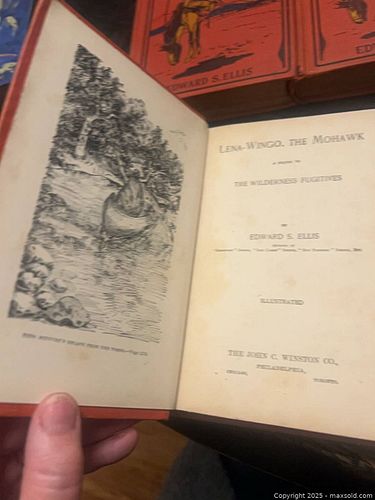 EDWARD S. ELLIS
LENA-WINGO, THE MOHAWK
A SEQUEL TO
THE WILDERNESS FUGITIVES
BY
EDWARD S. ELLIS
ILLUSTRATED
THE JOHN C. WINSTON CO.,
PHILADELPHIA,
CHICAGO, TORONTO.
Copyright 2025 - maxsold.com